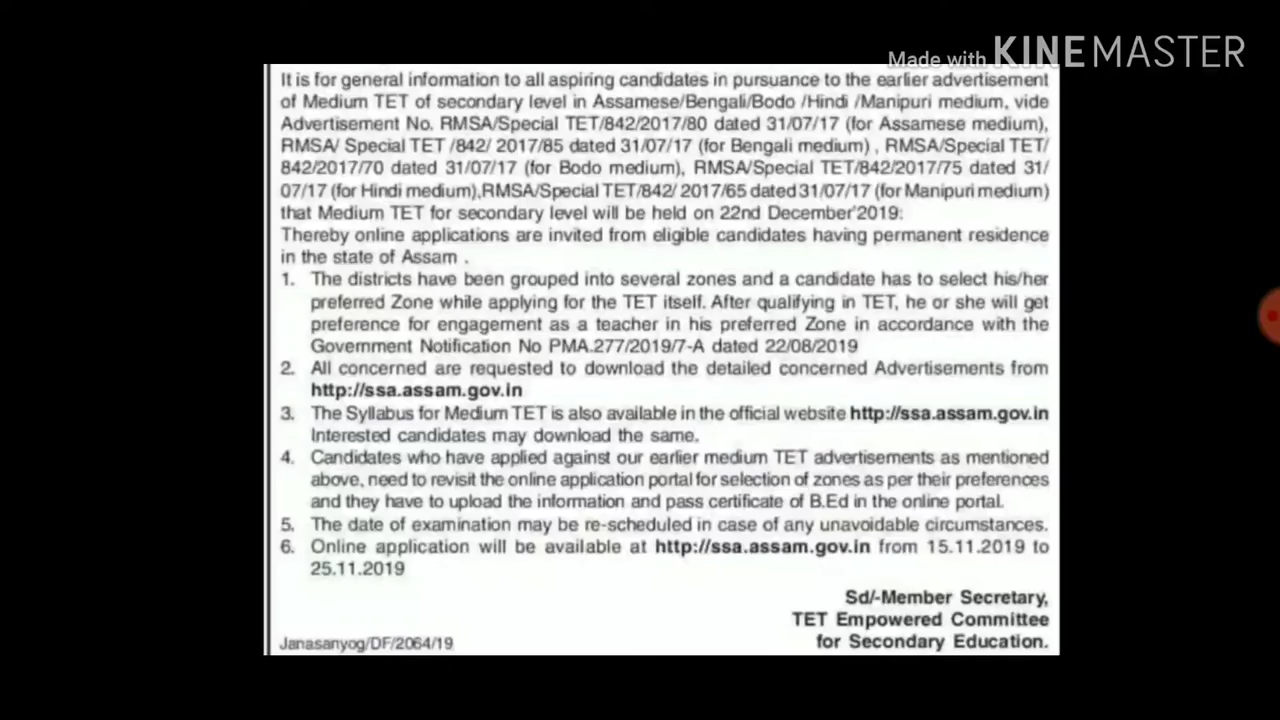 Made with KINEMASTER
It is for general information to all aspiring candidates in pursuance to the earlier advertisement
of Medium TET of secondary level in Assamese/Bengali/Bodo /Hindi /Manipuri medium, vide
Advertisement No. RMSA/Special TET/842/2017/80 dated 31/07/17 (for Assamese medium),
RMSA/ Special TET /842/ 2017/85 dated 31/07/17 (for Bengali medium) , RMSA/Special TET/
842/2017/70 dated 31/07/17 (for Bodo medium), RMSA/Special TET/842/2017/75 dated 31/
07/17 (for Hindi medium),RMSA/Special TET/842/ 2017/65 dated 31/07/17 (for Manipuri medium)
that Medium TET for secondary level will be held on 22nd December'2019.
Thereby online applications are invited from eligible candidates having permanent residence
in the state of Assam .
1. The districts have been grouped into several zones and a candidate has to select his/her
preferred Zone while applying for the TET itself. After qualifying in TET, he or she will get
preference for engagement as a teacher in his preferred Zone in accordance with the
Government Notification No PMA.277/2019/7-A dated 22/08/2019
2. All concerned are requested to download the detailed concerned Advertisements from
http://ssa.assam.gov.in
3. The Syllabus for Medium TET is also available in the official website http://ssa.assam.gov.in
Interested candidates may download the same.
4. Candidates who have applied against our earlier medium TET advertisements as mentioned
above, need to revisit the online application portal for selection of zones as per their preferences
and they have to upload the information and pass certificate of B.Ed in the online portal.
5. The date of examination may be re-scheduled in case of any unavoidable circumstances.
6. Online application will be available at http://ssa.assam.gov.in from 15.11.2019 to
25.11.2019
Sd/-Member Secretary,
TET Empowered Committee
for Secondary Education.
Janasanyog/DF/2064/19